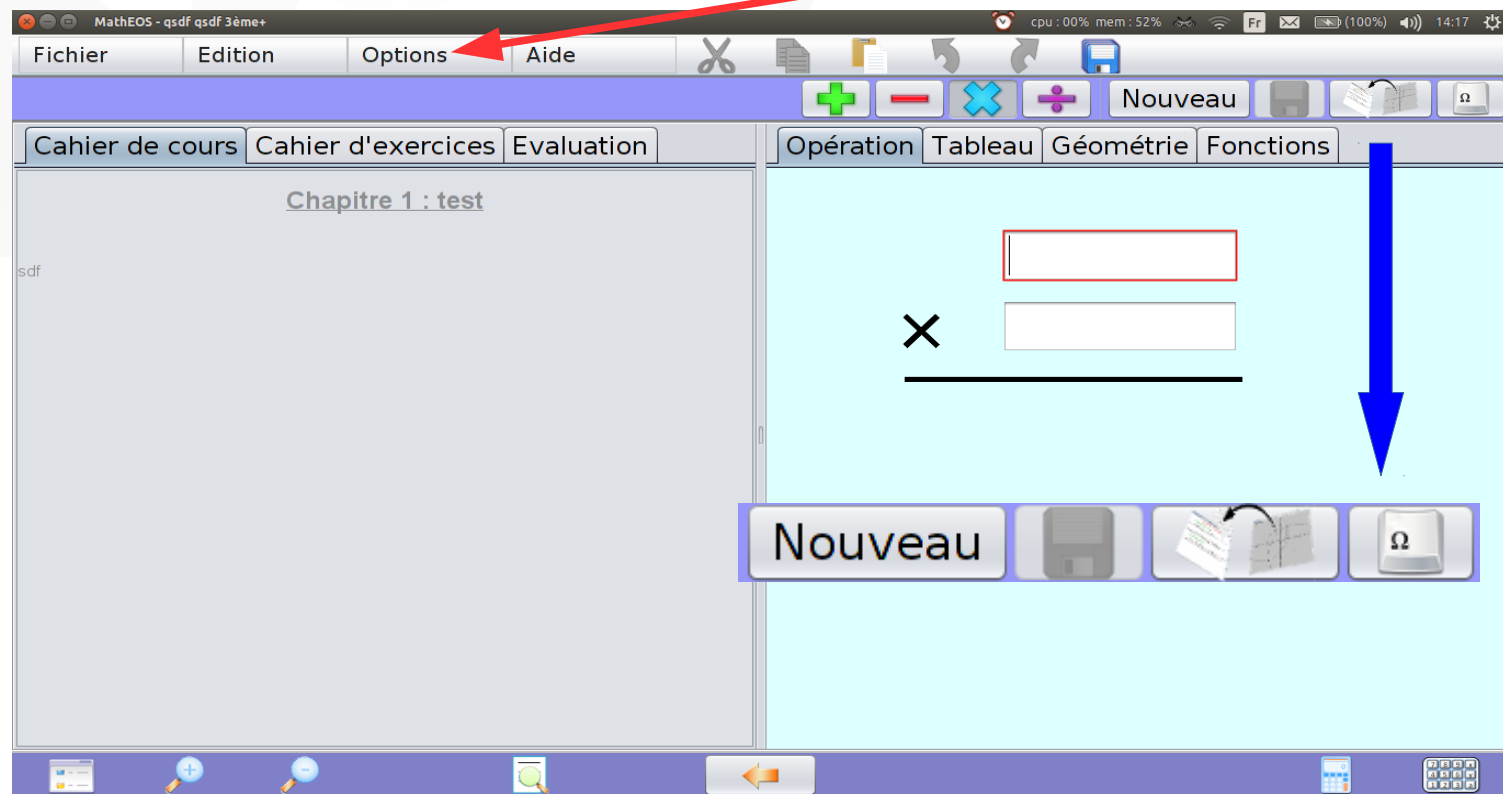 MathEOS - qsdf qsdf 3ème+
cpu : 00% mem : 52% Fr (100%) 14:17
Fichier Edition Options Aide
Nouveau Ω
Cahier de cours Cahier d'exercices Evaluation
Opération Tableau Géométrie Fonctions
Chapitre 1 : test
sdf
×
Nouveau Ω